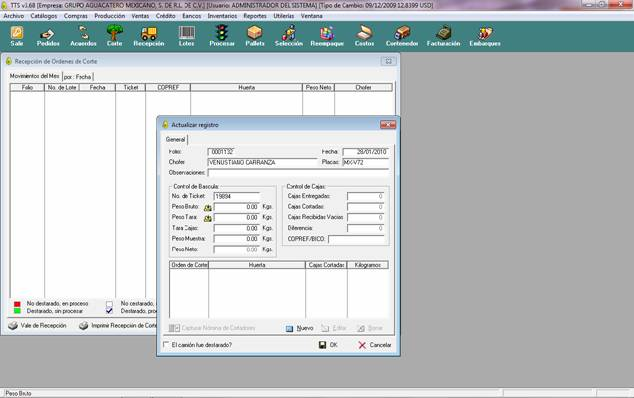 TTS v3.68 [Empresa: GRUPO AGUACATERO MEXICANO, S. DE R.L. DE C.V.] [Usuario: ADMINISTRADOR DEL SISTEMA] [Tipo de Cambio: 09/12/2009 12.8399 USD]
Archivo Catálogos Compras Producción Ventas Crédito Bancos Inventarios Reportes Utilerías Ventana
Sale Pedidos Acuerdos Corte Recepción Lotes Procesar Pallets Selección Reempaque Costos Contenedor Facturación Embarques
Recepción de Ordenes de Corte
Movimientos del Mes por : Fecha
Folio No. de Lote Fecha Ticket COPREF Huerta Peso Neto Chofer
Actualizar registro
General
Folio: 0001132 Fecha: 28/01/2010
Chofer VENUSTIANO CARRANZA Placas: MX-V72
Observaciones:
Control de Bascula: Control de Cajas:
No. de Ticket: 19894 Cajas Entregadas: 0
Peso Bruto: 0.00 Kgs. Cajas Cortadas: 0
Peso Tara: 0.00 Kgs. Cajas Recibidas Vacias 0
Tara Cajas: 0.00 Kgs. Diferencia: 0
Peso Muestra: 0.00 Kgs. COPREF/BICO:
Peso Neto: 0.00 Kgs.
Orden de Corte Huerta Cajas Cortadas Kilogramos
No destarado, en proceso No cestarado,
Destarado, sin procesar Destarado, pro
Vale de Recepción Imprimir Recepción de Corte
Capturar Nómina de Cortadores Nuevo Editar Borrar
El camión fue destarado? OK Cancelar
Peso Bruto